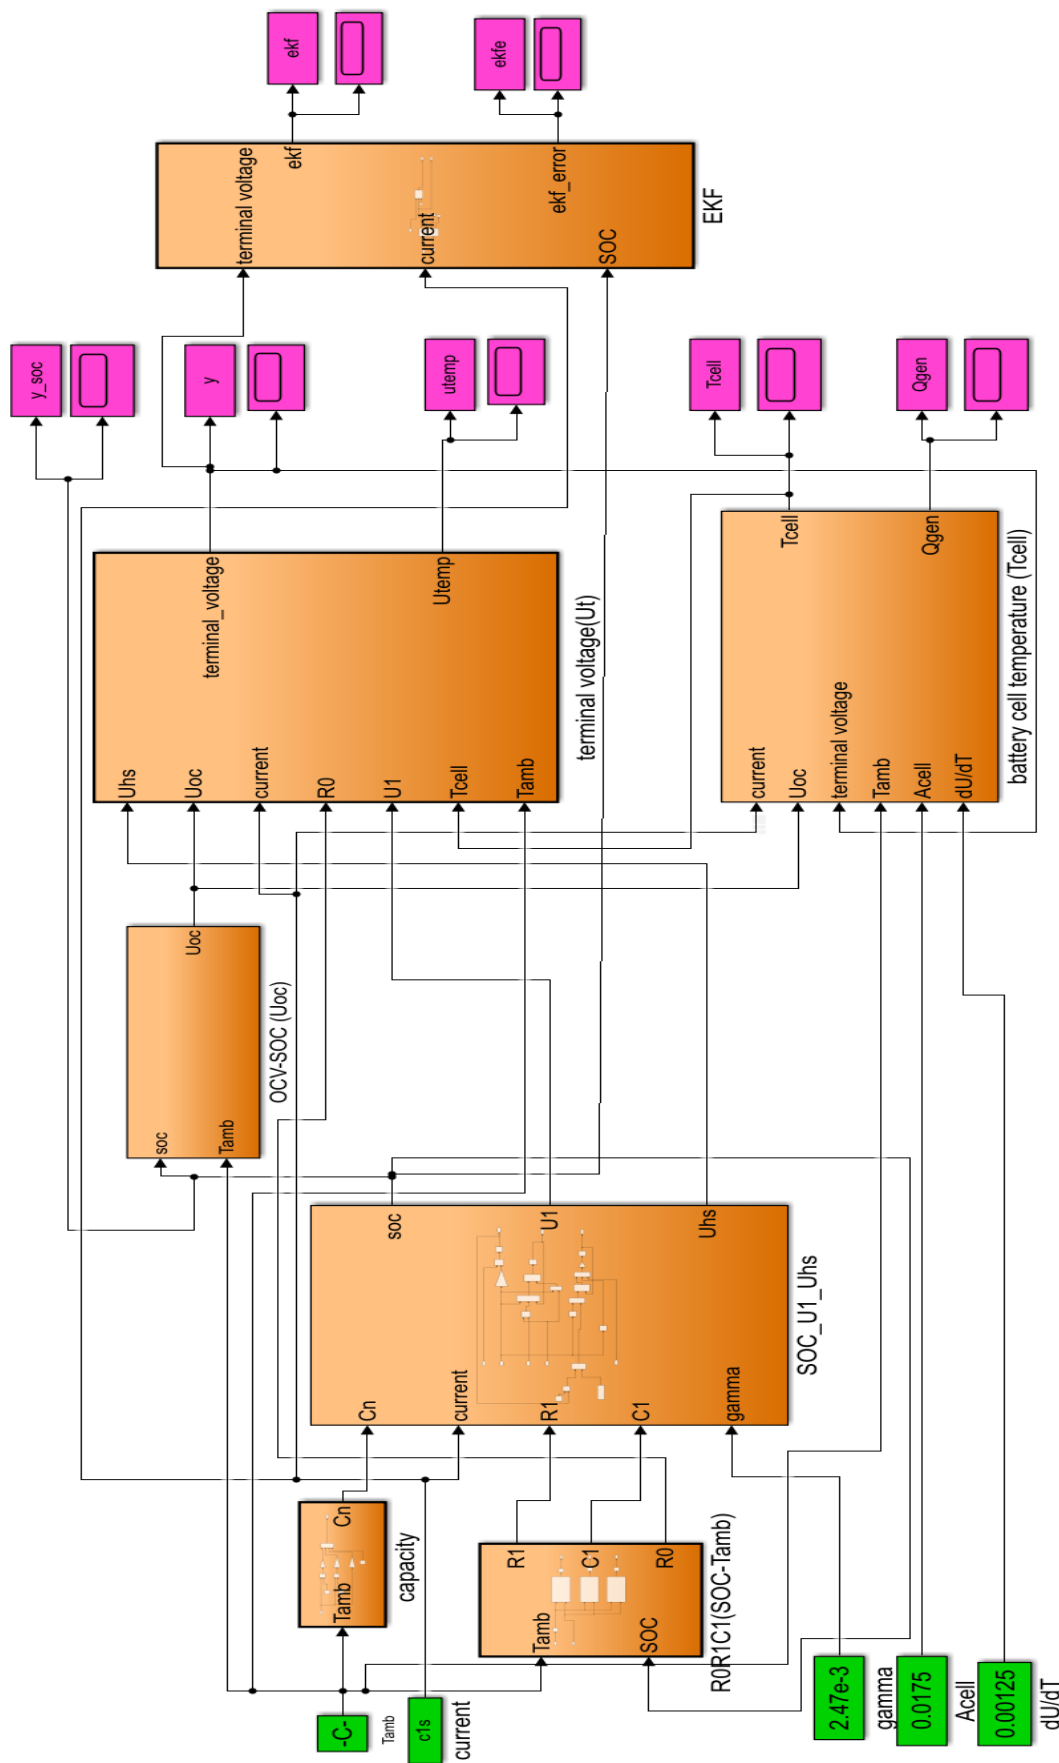 -C-
Tamb
c1s
current
2.47e-3
gamma
0.0175
Acell
0.00125
dU/dT
Tamb
Cn
capacity
Tamb
SOC
R1
C1
R0
R0R1C1(SOC-Tamb)
Cn
current
R1
C1
gamma
soc
U1
Uhs
SOC_U1_Uhs
soc
Tamb
Uoc
OCV-SOC (Uoc)
Uhs
Uoc
current
R0
U1
Tcell
Tamb
terminal_voltage
Utemp
terminal voltage(Ut)
current
Uoc
terminal voltage
Tamb
Acell
dU/dT
Tcell
Qgen
battery cell temperature (Tcell)
y_soc
y
utemp
Tcell
Qgen
terminal voltage
current
SOC
ekf
ekf_error
EKF
ekf
ekfe